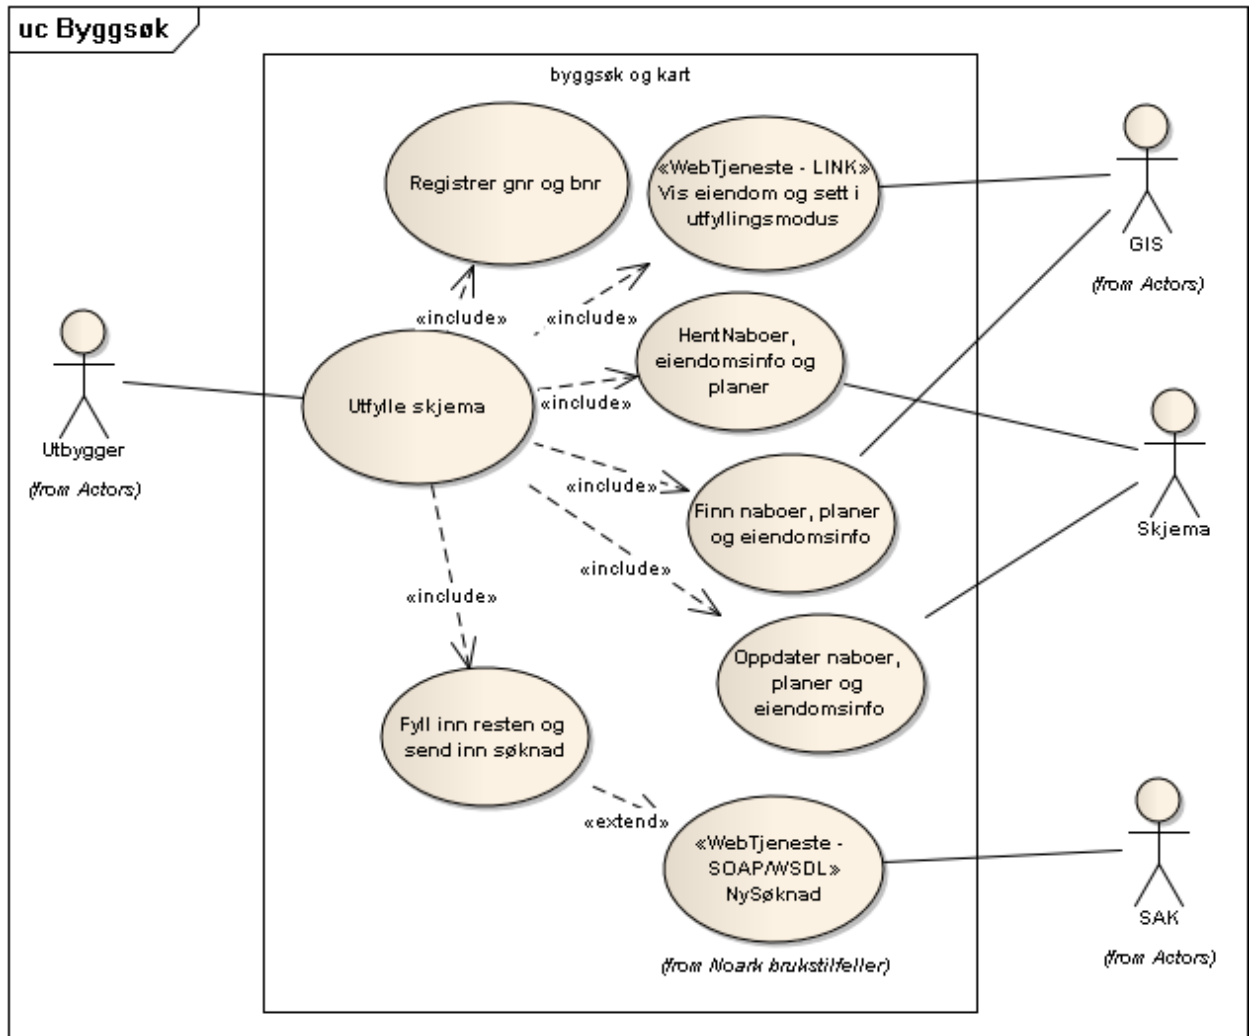 uc Byggsøk
byggsøk og kart
Registrer gnr og bnr
«WebTjeneste - LINK»
Vis eiendom og sett i
utfyllingsmodus
GIS
(from Actors)
«include»
«include»
Utbygger
(from Actors)
Utfylle skjema
HentNaboer,
eiendomsinfo og
planer
«include»
Skjema
«include»
Finn naboer, planer
og eiendomsinfo
«include»
«include»
Oppdater naboer,
planer og
eiendomsinfo
Fyll inn resten og
send inn søknad
«extend»
«WebTjeneste -
SOAP/WSDL»
NySøknad
(from Noark brukstilfeller)
SAK
(from Actors)